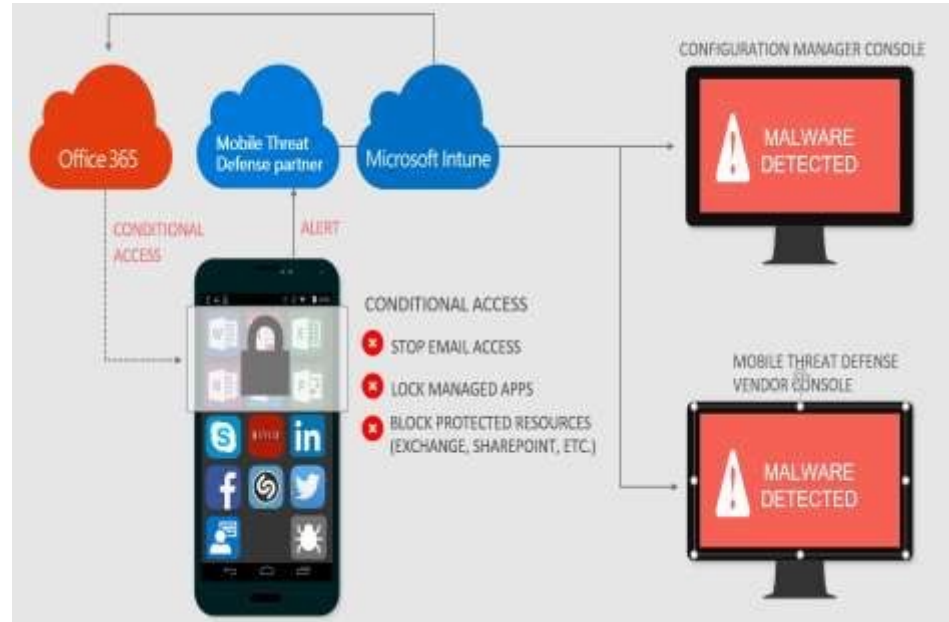 CONFIGURATION MANAGER CONSOLE
Office 365
Mobile Threat
Defense partner
Microsoft Intune
MALWARE
DETECTED
CONDITIONAL
ACCESS
ALERT
CONDITIONAL ACCESS
STOP EMAIL ACCESS
LOCK MANAGED APPS
BLOCK PROTECTED RESOURCES
(EXCHANGE, SHAREPOINT, ETC.)
MOBILE THREAT DEFENSE
VENDOR CONSOLE
MALWARE
DETECTED
in